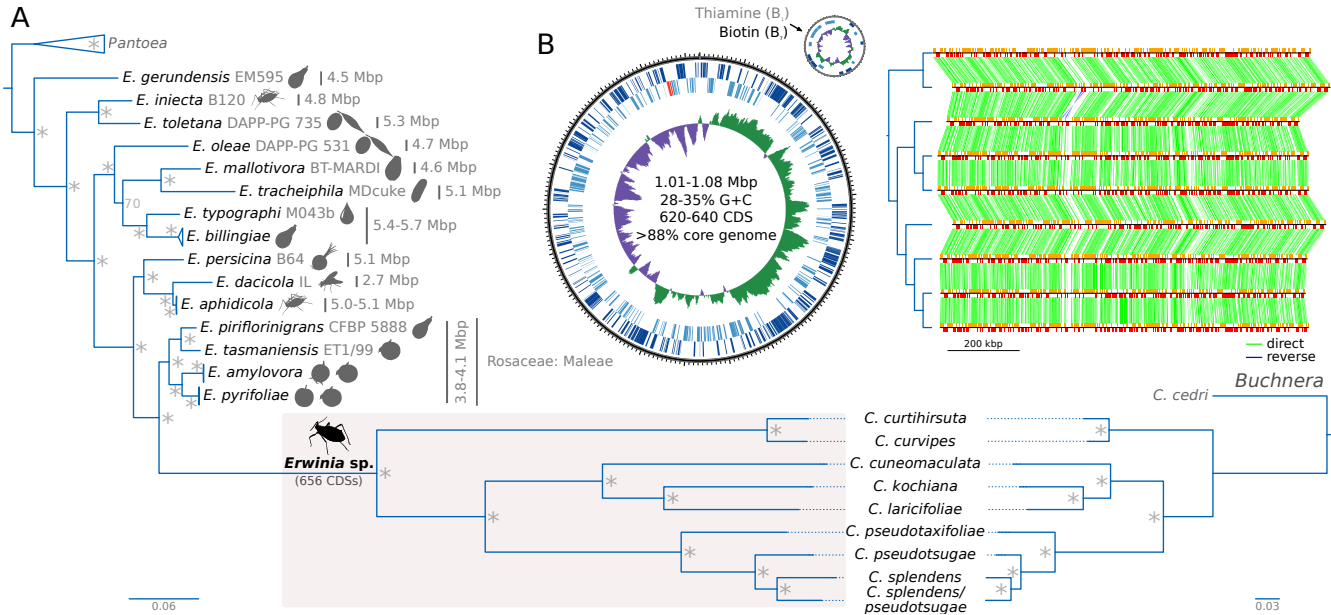 A
Pantoea
E. gerundensis EM595 4.5 Mbp
E. iniecta B120 4.8 Mbp
E. toletana DAPP-PG 735 5.3 Mbp
E. oleae DAPP-PG 531 4.7 Mbp
E. mallotivora BT-MARDI 4.6 Mbp
E. tracheiphila MDcuke 5.1 Mbp
70
E. typographi M043b
E. billingiae
5.4-5.7 Mbp
E. persicina B64 5.1 Mbp
E. dacicola IL 2.7 Mbp
E. aphidicola 5.0-5.1 Mbp
E. piriflorinigrans CFBP 5888
E. tasmaniensis ET1/99
E. amylovora
E. pyrifoliae
3.8-4.1 Mbp
Rosaceae: Maleae
Erwinia sp.
(656 CDSs)
0.06
B
Thiamine (B₁)
Biotin (B₇)
1.01-1.08 Mbp
28-35% G+C
620-640 CDS
>88% core genome
200 kbp
direct
reverse
Buchnera
C. cedri
C. curtihirsuta
C. curvipes
C. cuneomaculata
C. kochiana
C. laricifoliae
C. pseudotaxifoliae
C. pseudotsugae
C. splendens
C. splendens/
pseudotsugae
0.03